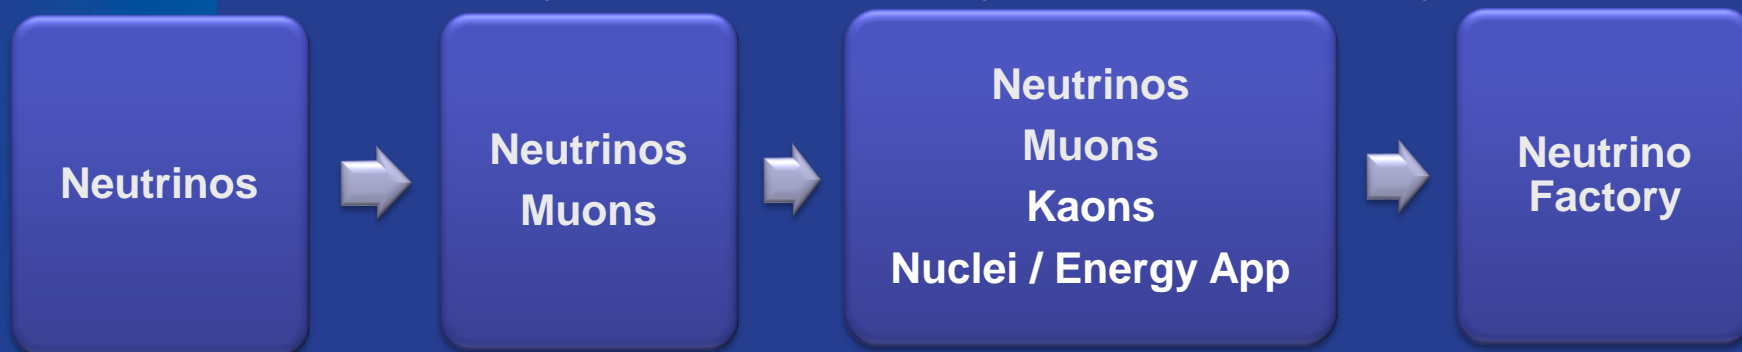 Neutrinos
Neutrinos
Muons
Neutrinos
Muons
Kaons
Nuclei / Energy App
Neutrino
Factory